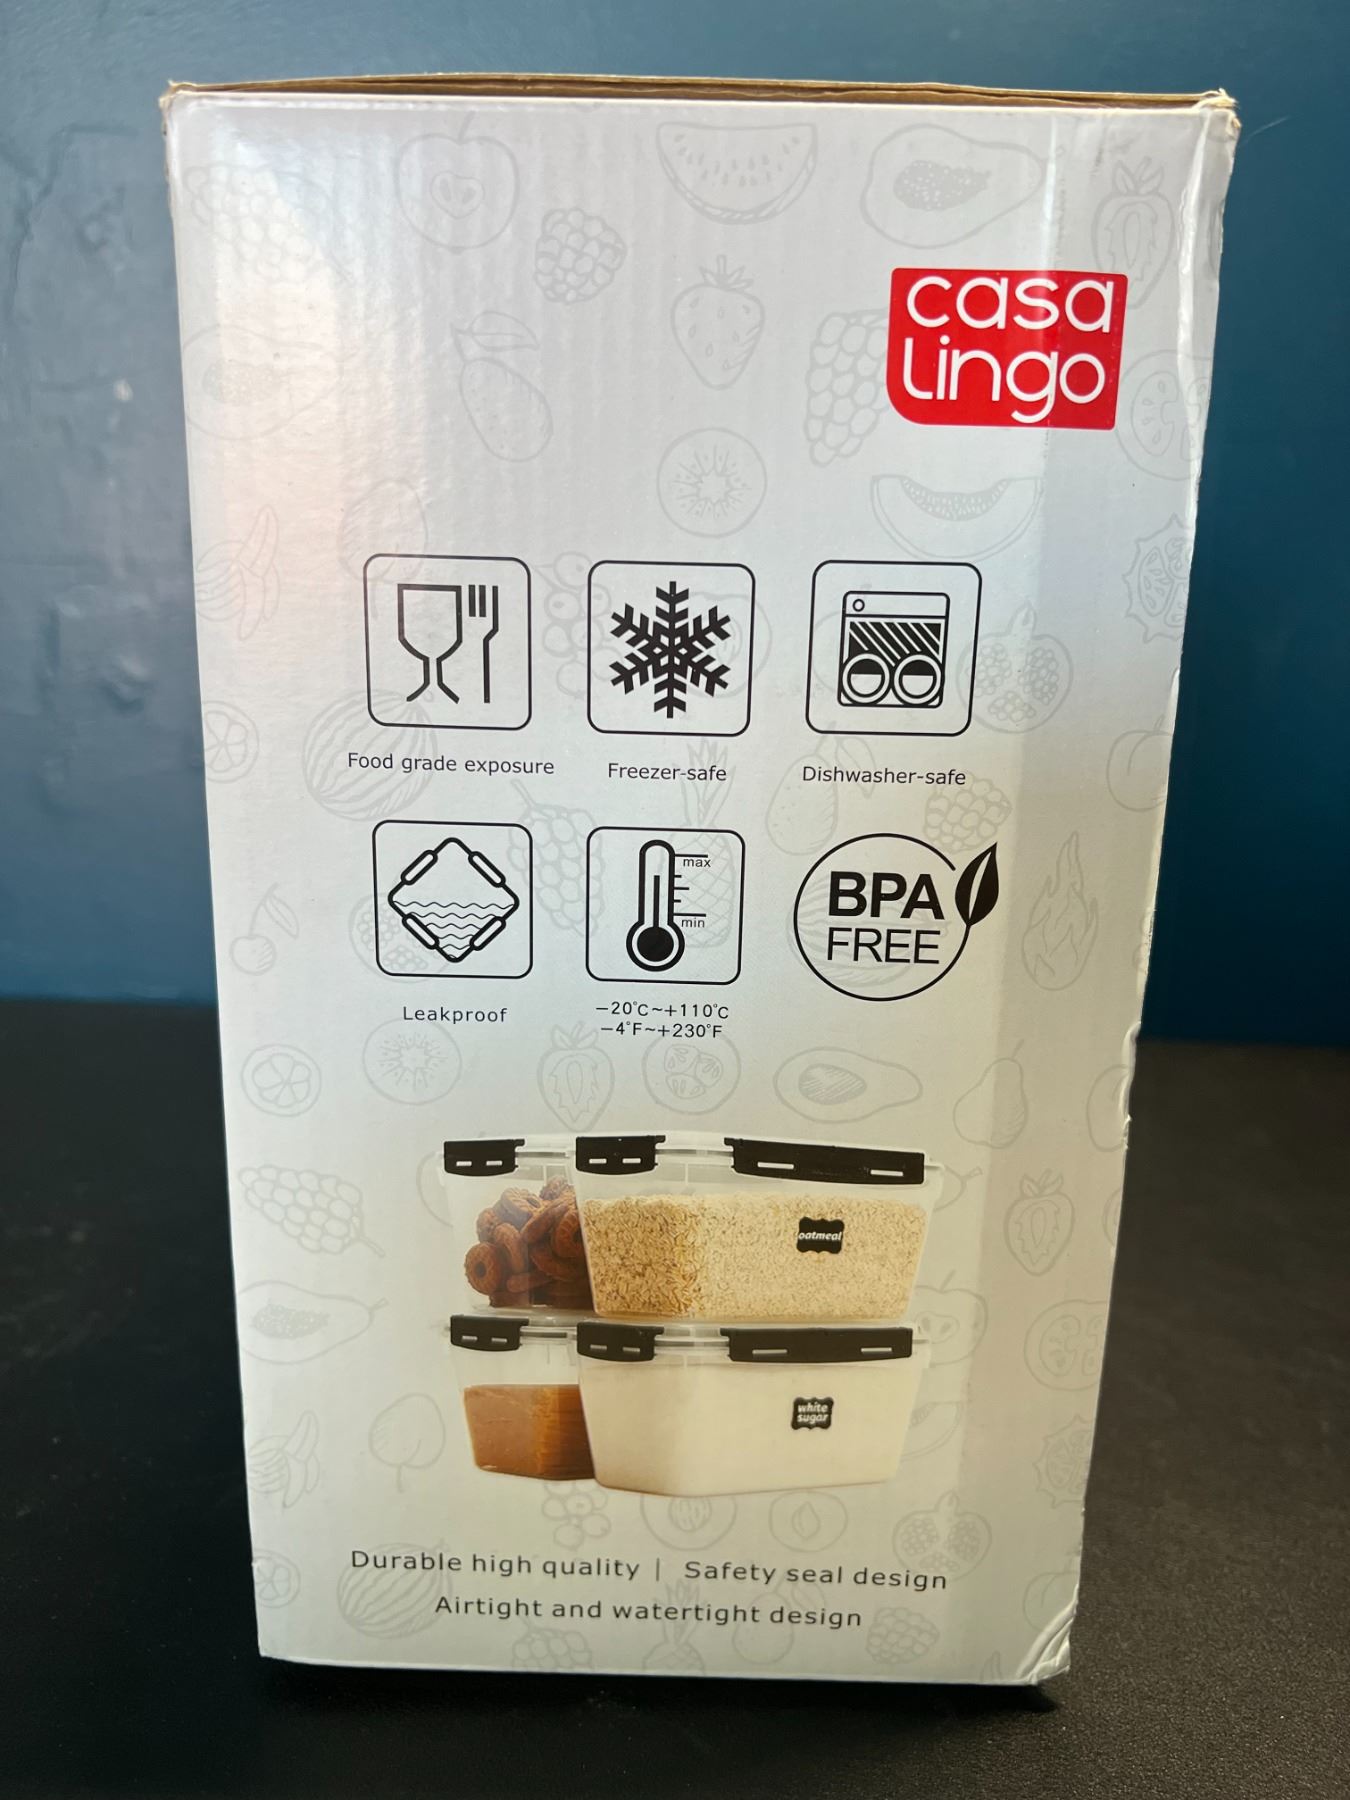 casa
lingo
Food grade exposure
Freezer-safe
Dishwasher-safe
max
min
BPA
FREE
Leakproof
−20°C~+110°C
−4°F~+230°F
oatmeal
white
sugar
Durable high quality | Safety seal design
Airtight and watertight design